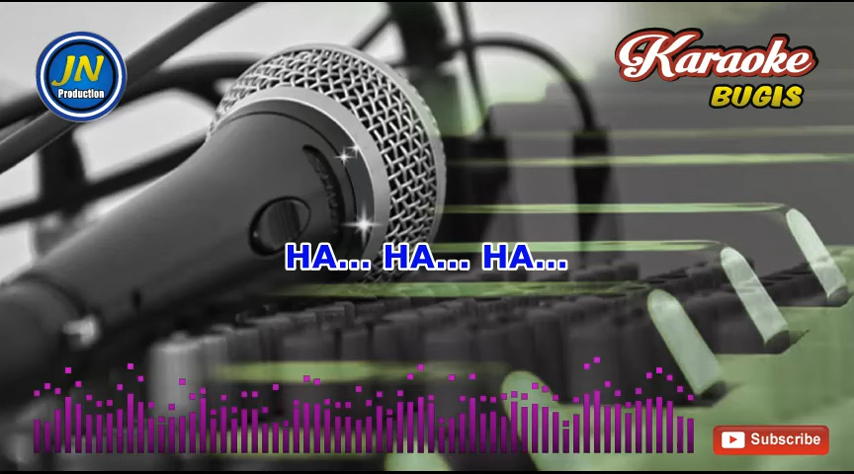 JN
Production
Karaoke
BUGIS
HA... HA... HA...
Subscribe